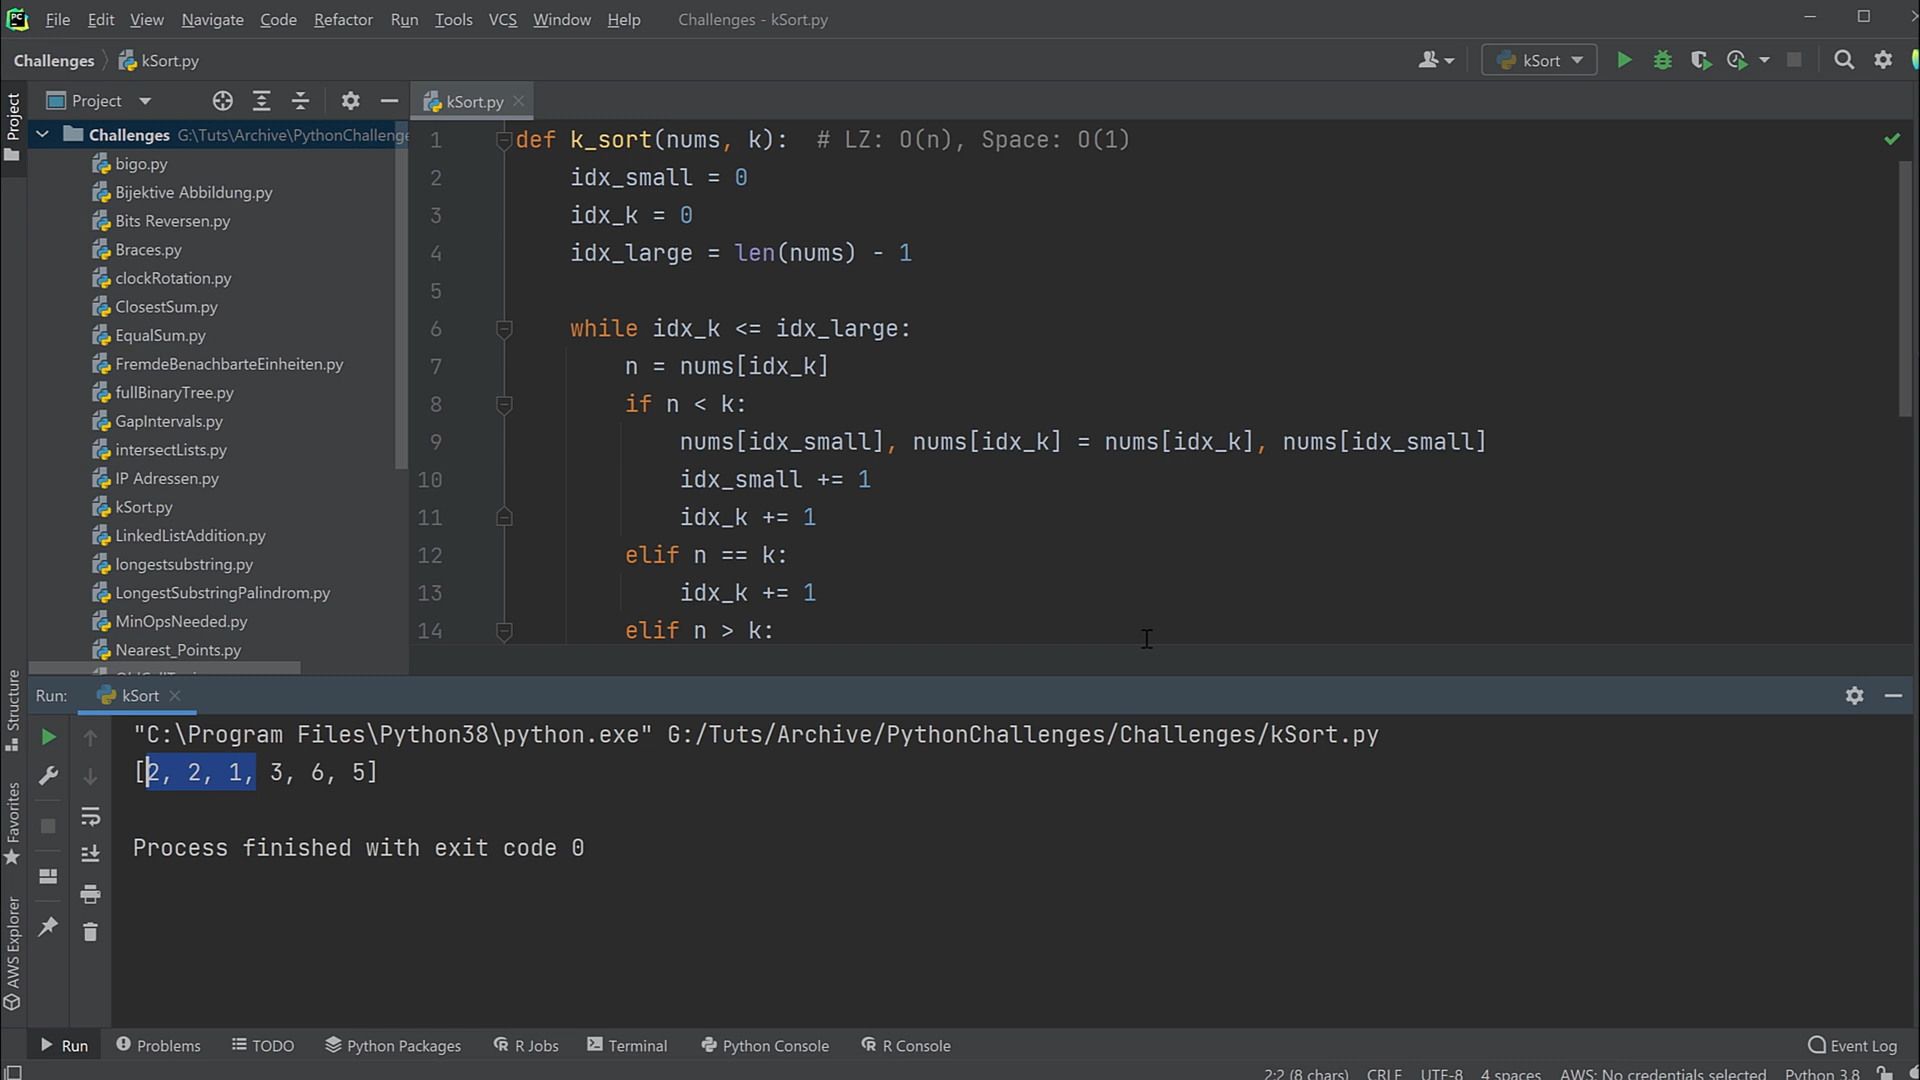 File Edit View Navigate Code Refactor Run Tools VCS Window Help Challenges - kSort.py
Challenges kSort.py kSort
Project kSort.py
Project
Challenges G:\Tuts\Archive\PythonChallenge
bigo.py
Bijektive Abbildung.py
Bits Reversen.py
Braces.py
clockRotation.py
ClosestSum.py
EqualSum.py
FremdeBenachbarteEinheiten.py
fullBinaryTree.py
GapIntervals.py
intersectLists.py
IP Adressen.py
kSort.py
LinkedListAddition.py
longestsubstring.py
LongestSubstringPalindrom.py
MinOpsNeeded.py
Nearest_Points.py
1 def k_sort(nums, k):  # LZ: O(n), Space: O(1)
2     idx_small = 0
3     idx_k = 0
4     idx_large = len(nums) - 1
5
6     while idx_k <= idx_large:
7         n = nums[idx_k]
8         if n < k:
9             nums[idx_small], nums[idx_k] = nums[idx_k], nums[idx_small]
10             idx_small += 1
11             idx_k += 1
12         elif n == k:
13             idx_k += 1
14         elif n > k:
Structure
Favorites
AWS Explorer
Run: kSort
"C:\Program Files\Python38\python.exe" G:/Tuts/Archive/PythonChallenges/Challenges/kSort.py
[2, 2, 1, 3, 6, 5]
Process finished with exit code 0
Run Problems TODO Python Packages R Jobs Terminal Python Console R Console Event Log
2:2 (8 chars) CRLF UTF-8 4 spaces AWS: No credentials selected Python 3.8